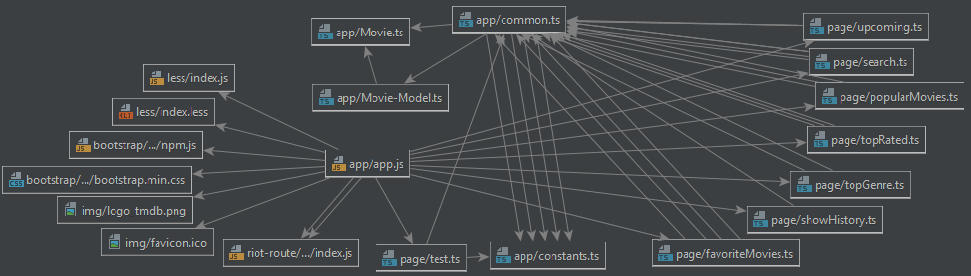 app/common.ts
page/upcoming.ts
app/Movie.ts
page/search.ts
less/index.js
app/Movie-Model.ts
page/popularMovies.ts
less/index.less
page/topRated.ts
bootstrap/.../npm.js
app/app.js
bootstrap/.../bootstrap.min.css
page/topGenre.ts
img/logo_tmdb.png
page/showHistory.ts
img/favicon.ico
riot-route/.../index.js
page/test.ts
app/constants.ts
page/favoriteMovies.ts